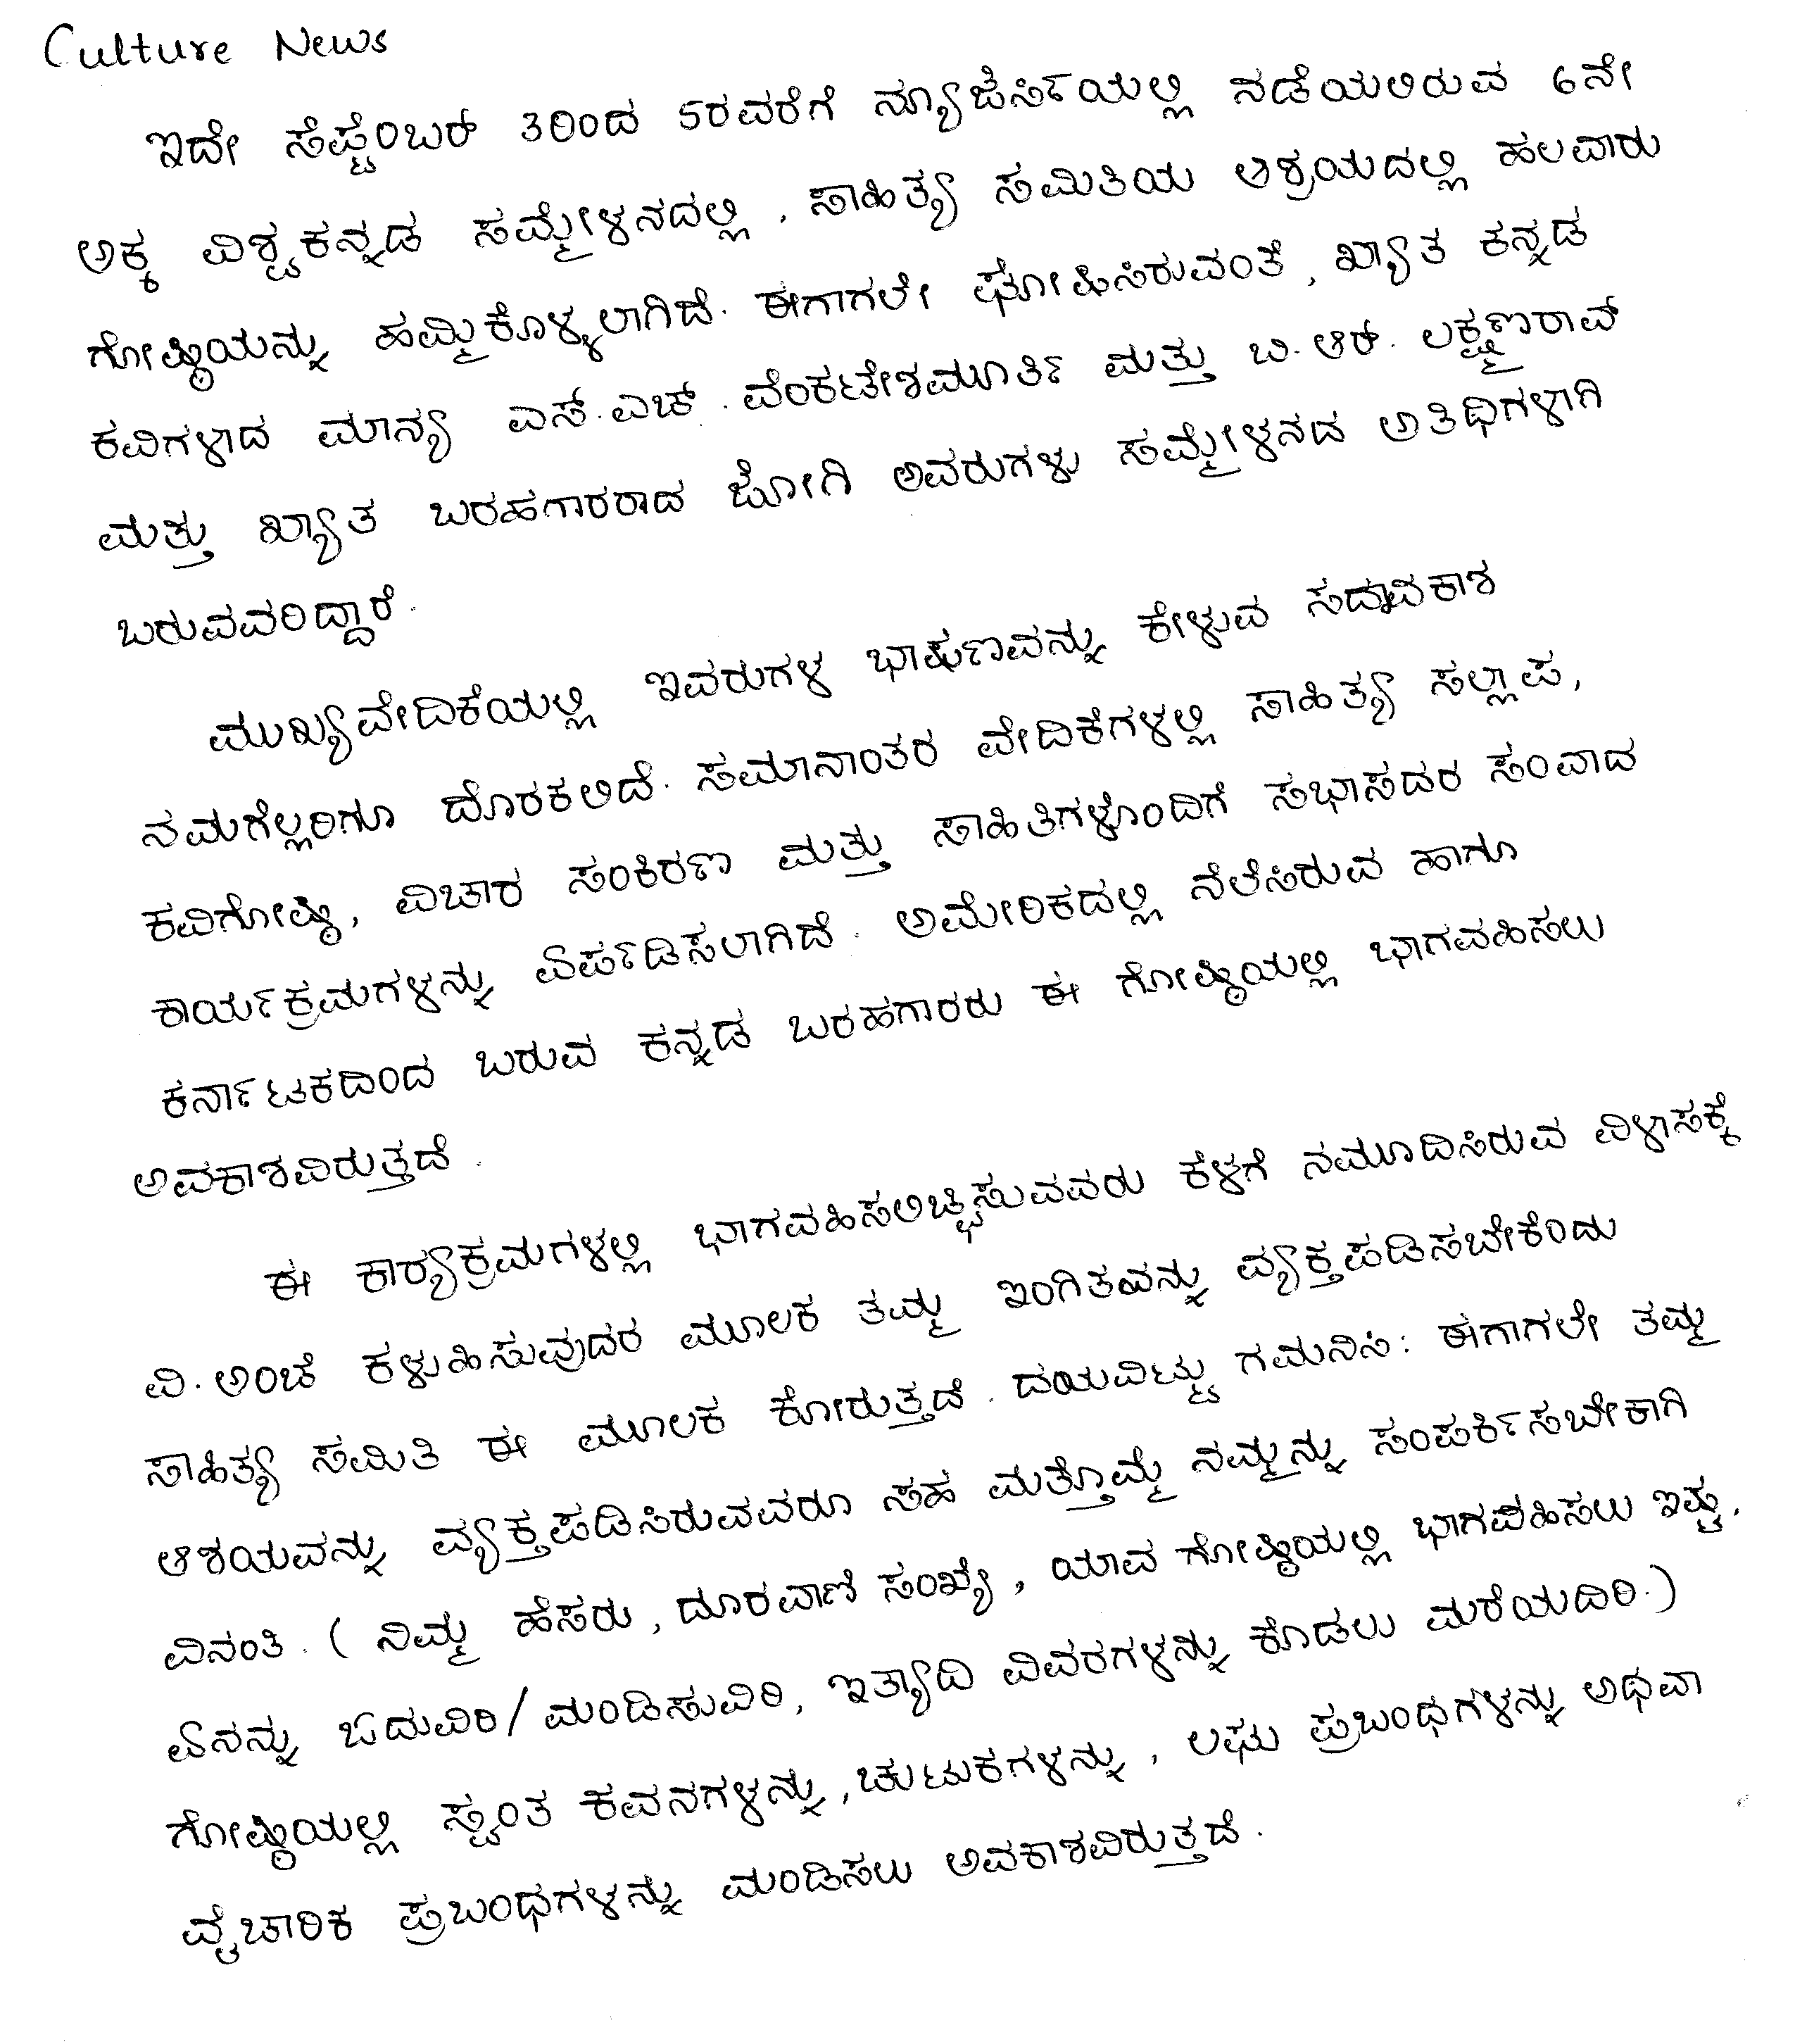 Culture News
ಇದೇ ಸೆಪ್ಟೆಂಬರ್ 3ರಿಂದ 5ರವರೆಗೆ ನ್ಯೂಜೆರ್ಸಿಯಲ್ಲಿ ನಡೆಯಲಿರುವ 6ನೇ
ಅಕ್ಕ ವಿಶ್ವಕನ್ನಡ ಸಮ್ಮೇಳನದಲ್ಲಿ, ಸಾಹಿತ್ಯ ಸಮಿತಿಯ ಆಶ್ರಯದಲ್ಲಿ ಹಲವಾರು
ಗೋಷ್ಠಿಯನ್ನು ಹಮ್ಮಿಕೊಳ್ಳಲಾಗಿದೆ. ಈಗಾಗಲೇ ಘೋಷಿಸಿರುವಂತೆ, ಖ್ಯಾತ ಕನ್ನಡ
ಕವಿಗಳಾದ ಮಾನ್ಯ ಎಸ್.ಎಚ್.ವೆಂಕಟೇಶಮೂರ್ತಿ ಮತ್ತು ಬಿ.ಆರ್. ಲಕ್ಷ್ಮಣರಾವ್
ಮತ್ತು ಖ್ಯಾತ ಬರಹಗಾರರಾದ ಜೋಗಿ ಅವರುಗಳು ಸಮ್ಮೇಳನದ ಅತಿಥಿಗಳಾಗಿ
ಬರುವವರಿದ್ದಾರೆ.
ಮುಖ್ಯವೇದಿಕೆಯಲ್ಲಿ ಇವರುಗಳ ಭಾಷಣವನ್ನು ಕೇಳುವ ಸದಾವಕಾಶ
ನಮಗೆಲ್ಲರಿಗೂ ದೊರಕಲಿದೆ. ಸಮಾನಾಂತರ ವೇದಿಕೆಗಳಲ್ಲಿ ಸಾಹಿತ್ಯ ಸಲ್ಲಾಪ,
ಕವಿಗೋಷ್ಠಿ, ವಿಚಾರ ಸಂಕಿರಣ ಮತ್ತು ಸಾಹಿತಿಗಳೊಂದಿಗೆ ಸಭಾಸದರ ಸಂವಾದ
ಕಾರ್ಯಕ್ರಮಗಳನ್ನು ಏರ್ಪಡಿಸಲಾಗಿದೆ. ಅಮೇರಿಕದಲ್ಲಿ ನೆಲೆಸಿರುವ ಹಾಗೂ
ಕರ್ನಾಟಕದಿಂದ ಬರುವ ಕನ್ನಡ ಬರಹಗಾರರು ಈ ಗೋಷ್ಠಿಯಲ್ಲಿ ಭಾಗವಹಿಸಲು
ಅವಕಾಶವಿರುತ್ತದೆ.
ಈ ಕಾರ್‍ಯಕ್ರಮಗಳಲ್ಲಿ ಭಾಗವಹಿಸಲಿಚ್ಛಿಸುವವರು ಕೆಳಗೆ ನಮೂದಿಸಿರುವ ವಿಳಾಸಕ್ಕೆ
ವಿ.ಅಂಚೆ ಕಳುಹಿಸುವುದರ ಮೂಲಕ ತಮ್ಮ ಇಂಗಿತವನ್ನು ವ್ಯಕ್ತಪಡಿಸಬೇಕೆಂದು
ಸಾಹಿತ್ಯ ಸಮಿತಿ ಈ ಮೂಲಕ ಕೋರುತ್ತದೆ. ದಯವಿಟ್ಟು ಗಮನಿಸಿ: ಈಗಾಗಲೇ ತಮ್ಮ
ಆಶಯವನ್ನು ವ್ಯಕ್ತಪಡಿಸಿರುವವರೂ ಸಹ ಮತ್ತೊಮ್ಮೆ ನಮ್ಮನ್ನು ಸಂಪರ್ಕಿಸಬೇಕಾಗಿ
ವಿನಂತಿ. ( ನಿಮ್ಮ ಹೆಸರು, ದೂರವಾಣಿ ಸಂಖ್ಯೆ, ಯಾವ ಗೋಷ್ಠಿಯಲ್ಲಿ ಭಾಗವಹಿಸಲು ಇಷ್ಟ,
ಏನನ್ನು ಓದುವಿರಿ/ಮಂಡಿಸುವಿರಿ, ಇತ್ಯಾದಿ ವಿವರಗಳನ್ನು ಕೊಡಲು ಮರೆಯದಿರಿ.)
ಗೋಷ್ಠಿಯಲ್ಲಿ ಸ್ವಂತ ಕವನಗಳನ್ನು,ಚುಟುಕಗಳನ್ನು, ಲಘು ಪ್ರಬಂಧಗಳನ್ನು ಅಥವಾ
ವೈಚಾರಿಕ ಪ್ರಬಂಧಗಳನ್ನು ಮಂಡಿಸಲು ಅವಕಾಶವಿರುತ್ತದೆ.